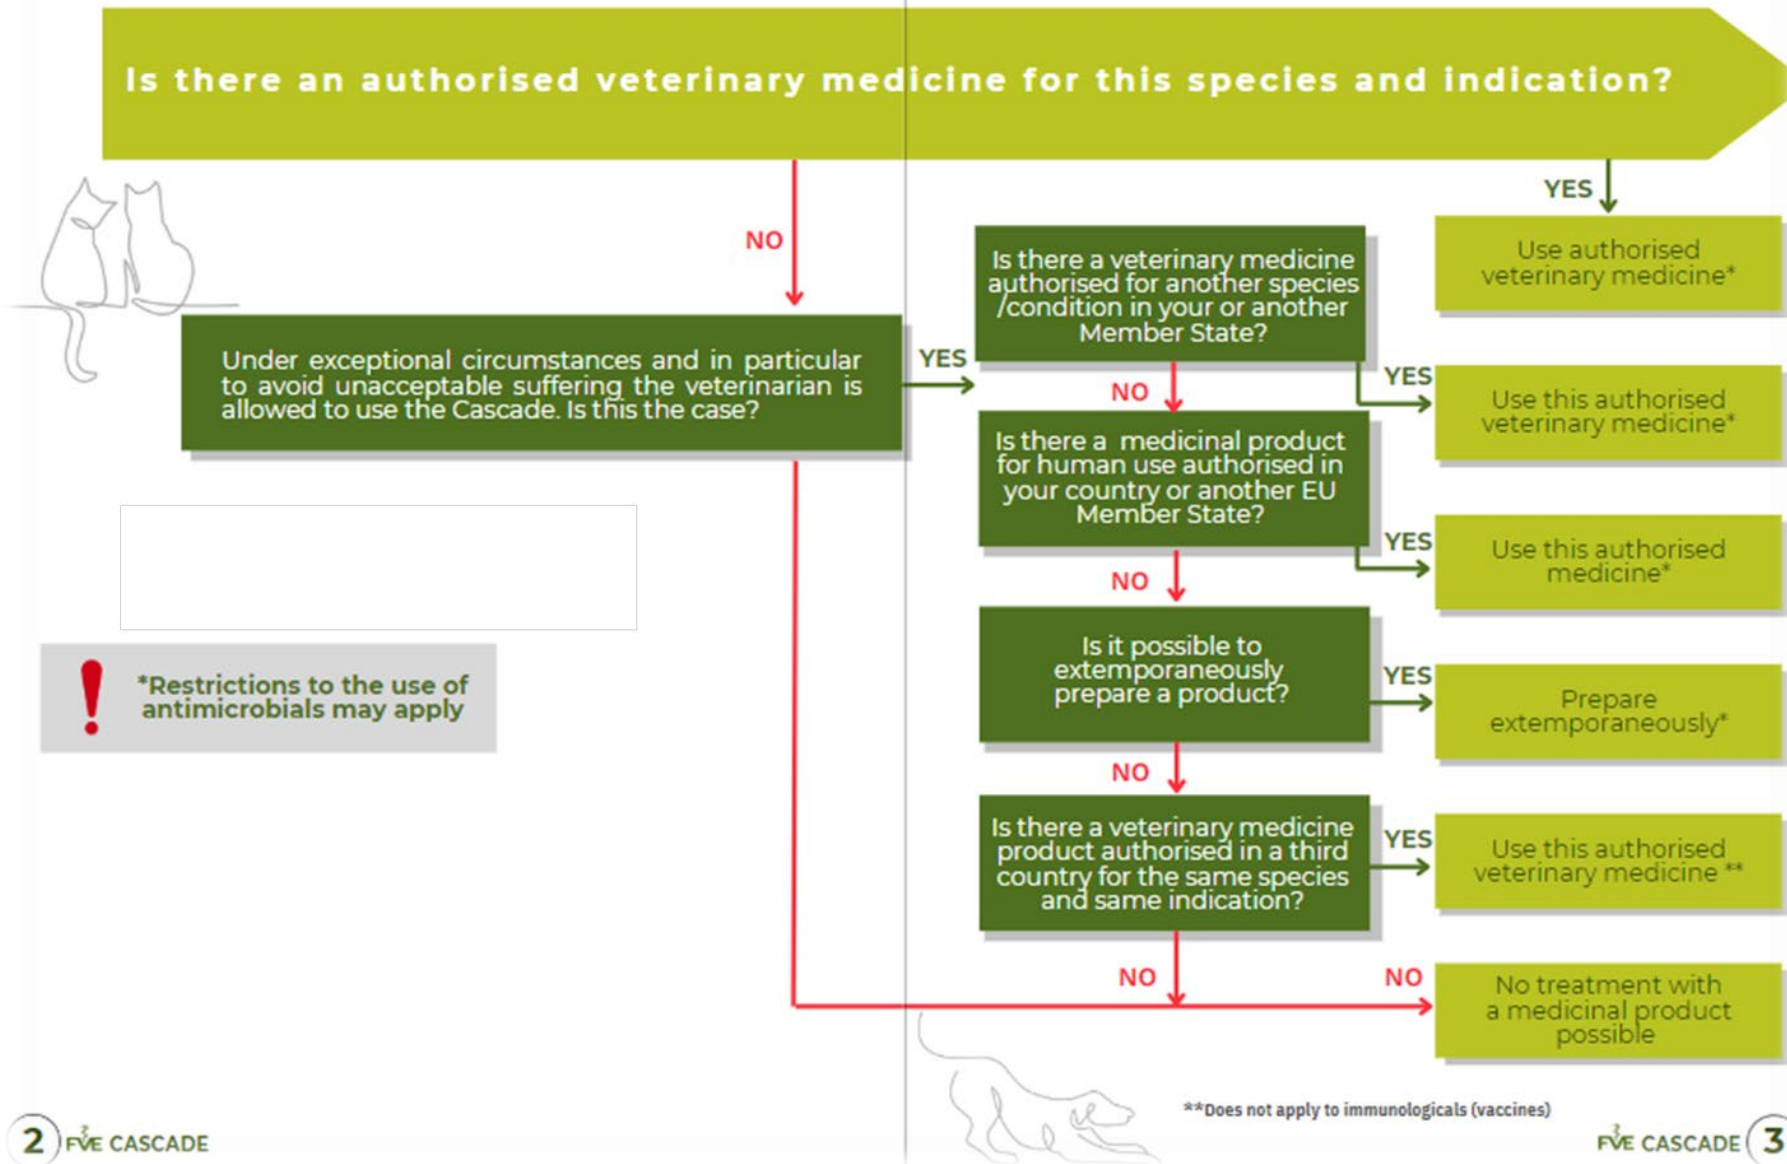 Is there an authorised veterinary medicine for this species and indication?
YES
NO
Use authorised
veterinary medicine*
Is there a veterinary medicine
authorised for another species
/condition in your or another
Member State?
Under exceptional circumstances and in particular
to avoid unacceptable suffering the veterinarian is
allowed to use the Cascade. Is this the case?
YES
YES
NO
Use this authorised
veterinary medicine*
Is there a medicinal product
for human use authorised in
your country or another EU
Member State?
YES
NO
Use this authorised
medicine*
*Restrictions to the use of
antimicrobials may apply
Is it possible to
extemporaneously
prepare a product?
YES
NO
Prepare
extemporaneously*
Is there a veterinary medicine
product authorised in a third
country for the same species
and same indication?
YES
Use this authorised
veterinary medicine **
NO
NO
No treatment with
a medicinal product
possible
**Does not apply to immunologicals (vaccines)
2 FVE CASCADE
FVE CASCADE 3